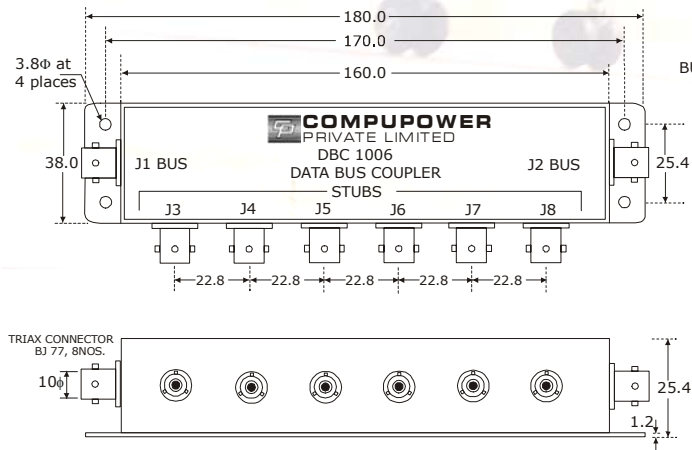 180.0
170.0
160.0
3.8Φ at
4 places
BU
38.0
25.4
CP COMPUPOWER
PRIVATE LIMITED
DBC 1006
DATA BUS COUPLER
J1 BUS
J2 BUS
STUBS
J3 J4 J5 J6 J7 J8
22.8 22.8 22.8 22.8 22.8
TRIAX CONNECTOR
BJ 77, 8NOS.
10ϕ
25.4
1.2